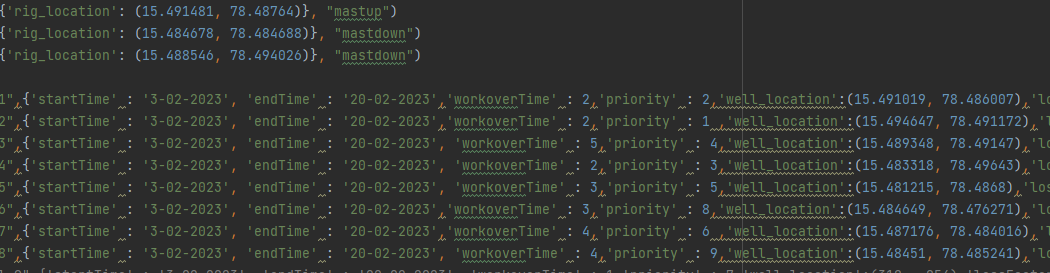 {'rig_location': (15.491481, 78.48764)}, "mastup")
{'rig_location': (15.484678, 78.484688)}, "mastdown")
{'rig_location': (15.488546, 78.494026)}, "mastdown")
1",{'startTime' : '3-02-2023', 'endTime' : '20-02-2023','workoverTime' : 2,'priority' : 2,'well_location':(15.491019, 78.486007),'lo
2",{'startTime' : '3-02-2023', 'endTime' : '20-02-2023','workoverTime' : 2,'priority' : 1 ,'well_location':(15.494647, 78.491172),'l
3",{'startTime' : '3-02-2023', 'endTime' : '20-02-2023', 'workoverTime' : 5,'priority' : 4,'well_location':(15.489348, 78.49147),'los
4",{'startTime' : '3-02-2023', 'endTime' : '20-02-2023', 'workoverTime' : 2,'priority' : 3,'well_location':(15.483318, 78.49643),'los
5",{'startTime' : '3-02-2023', 'endTime' : '20-02-2023', 'workoverTime' : 3,'priority' : 5,'well_location':(15.481215, 78.4868),'los
6",{'startTime' : '3-02-2023', 'endTime' : '20-02-2023','workoverTime' : 3,'priority' : 8,'well_location':(15.484649, 78.476271),'lo
7",{'startTime' : '3-02-2023', 'endTime' : '20-02-2023','workoverTime' : 4,'priority' : 6,'well_location':(15.487176, 78.484016),'lo
8",{'startTime' : '3-02-2023', 'endTime' : '20-02-2023', 'workoverTime' : 4,'priority' : 9,'well_location':(15.48451, 78.485241),'lo